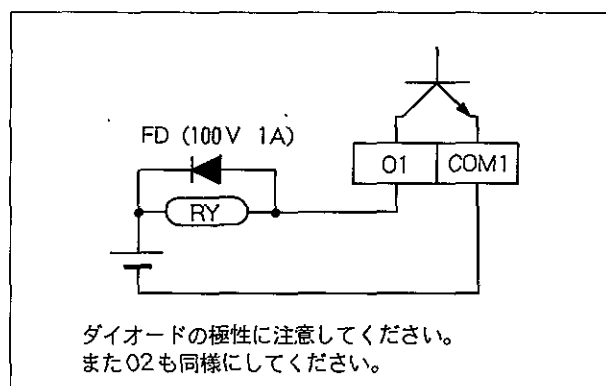 FD (100V 1A)
O1
COM1
RY
ダイオードの極性に注意してください。
またO2も同様にしてください。